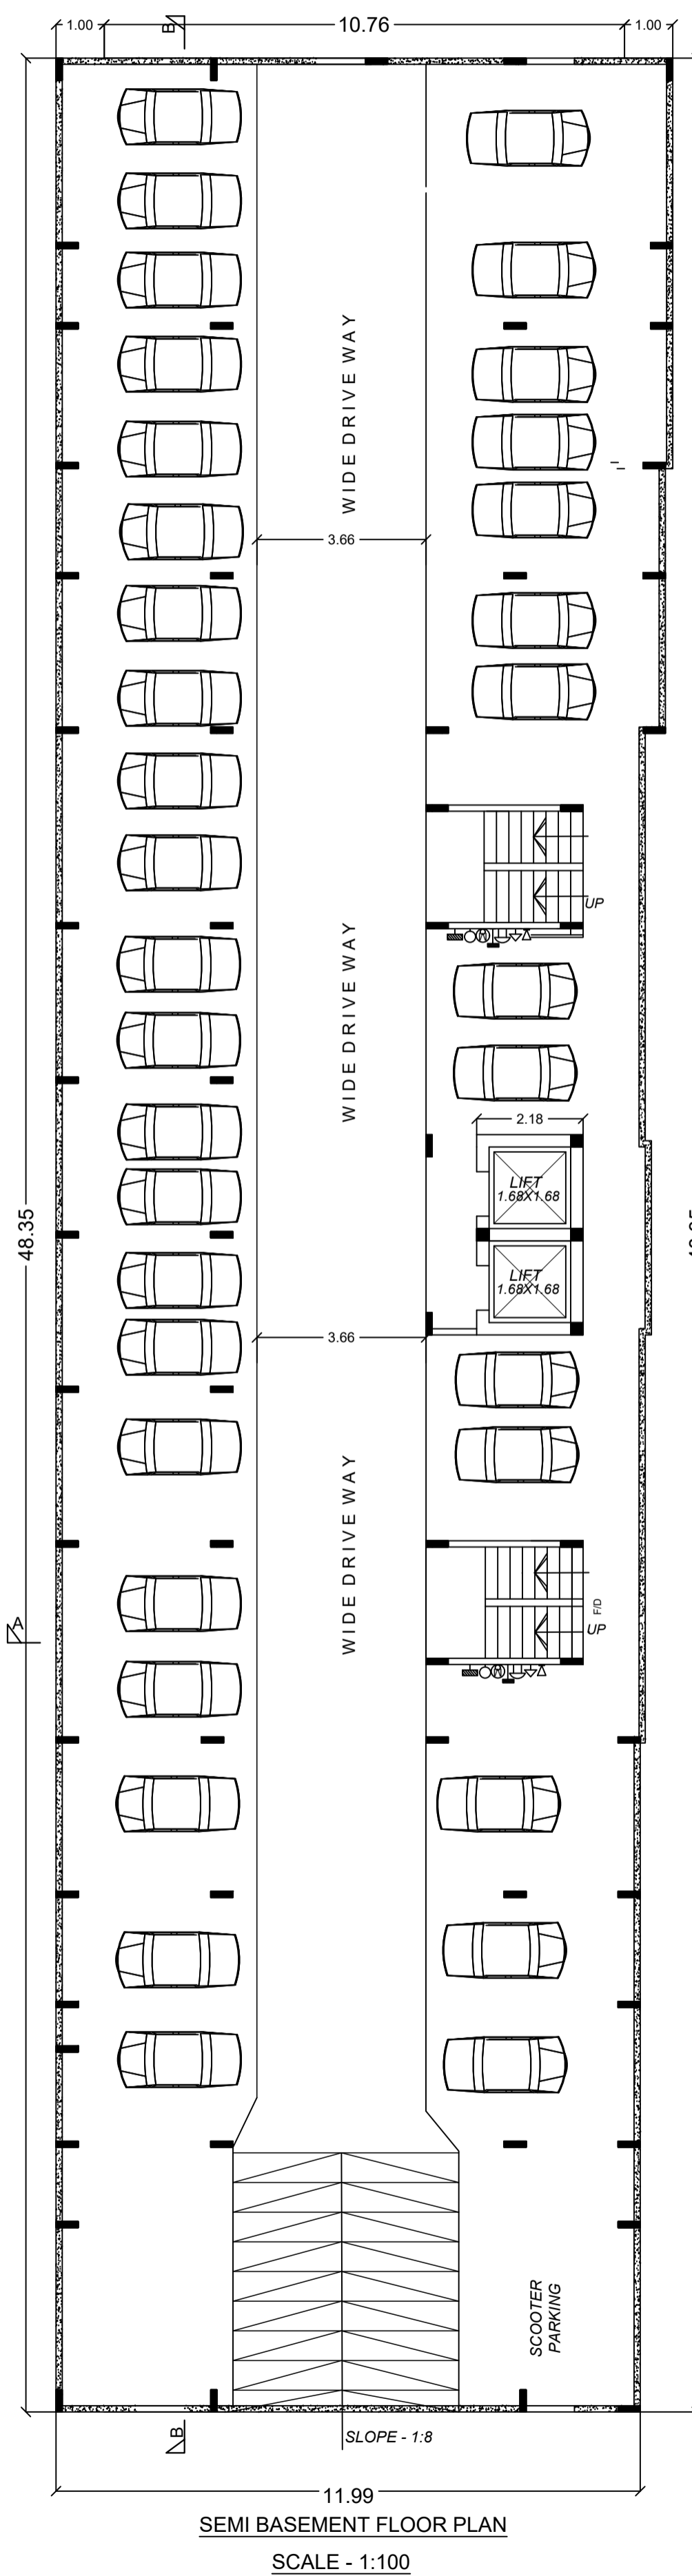 1.00
10.76
1.00
B
WIDE DRIVE WAY
3.66
UP
M
WIDE DRIVE WAY
2.18
LIFT
1.68X1.68
48.35
LIFT
1.68X1.68
3.66
WIDE DRIVE WAY
F/D
A
UP
M
SCOOTER
PARKING
B
SLOPE - 1:8
11.99
SEMI BASEMENT FLOOR PLAN
SCALE - 1:100